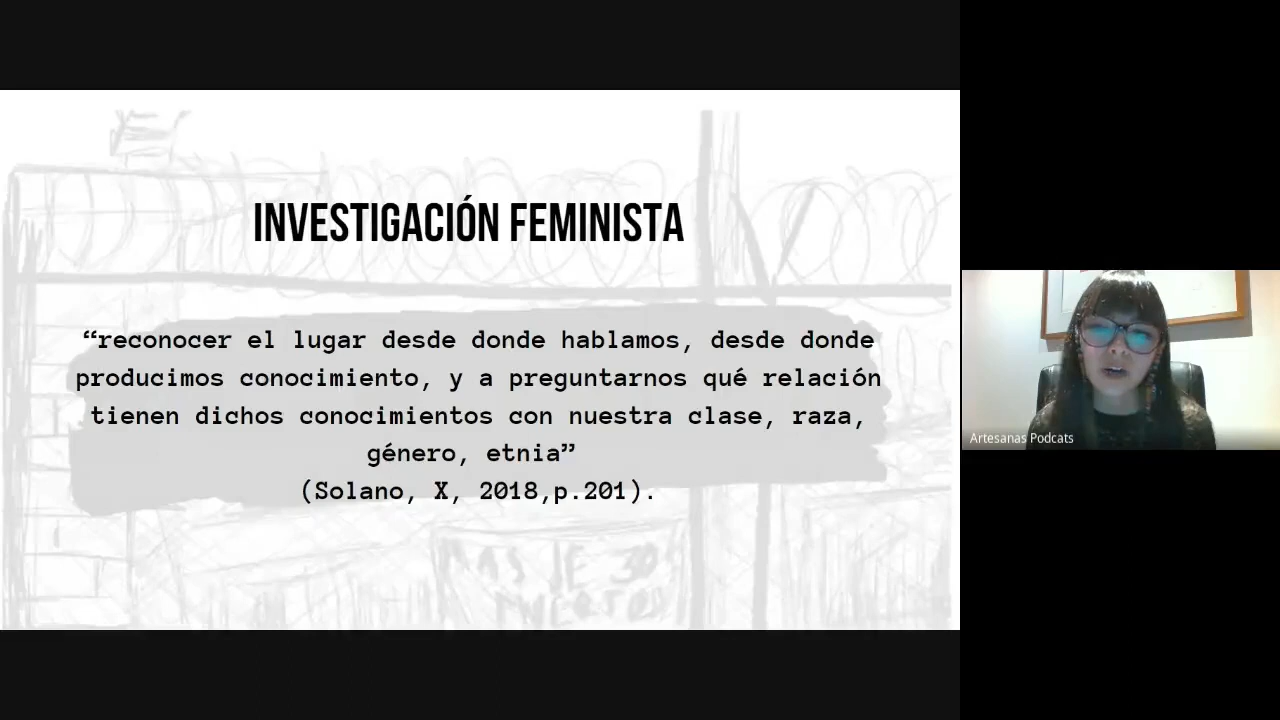 INVESTIGACIÓN FEMINISTA
“reconocer el lugar desde donde hablamos, desde donde
producimos conocimiento, y a preguntarnos qué relación
tienen dichos conocimientos con nuestra clase, raza,
género, etnia”
(Solano, X, 2018,p.201).
Artesanas Podcats